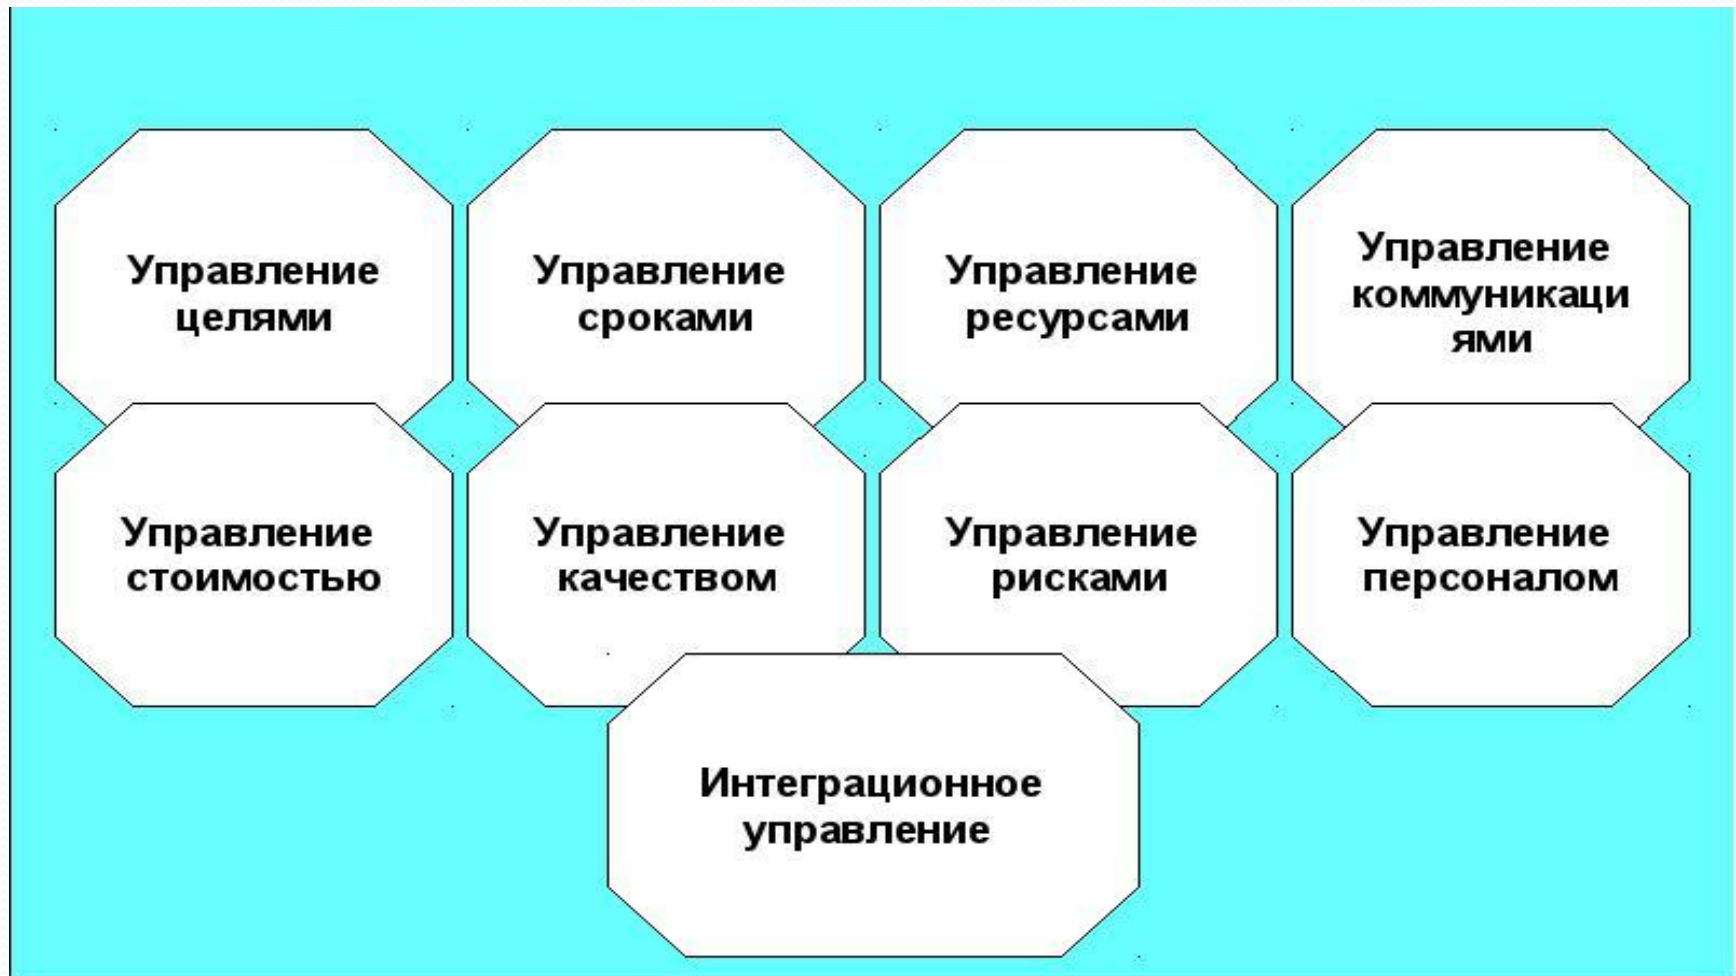 Управление
целями
Управление
сроками
Управление
ресурсами
Управление
коммуникаци
ями
Управление
стоимостью
Управление
качеством
Управление
рисками
Управление
персоналом
Интеграционное
управление